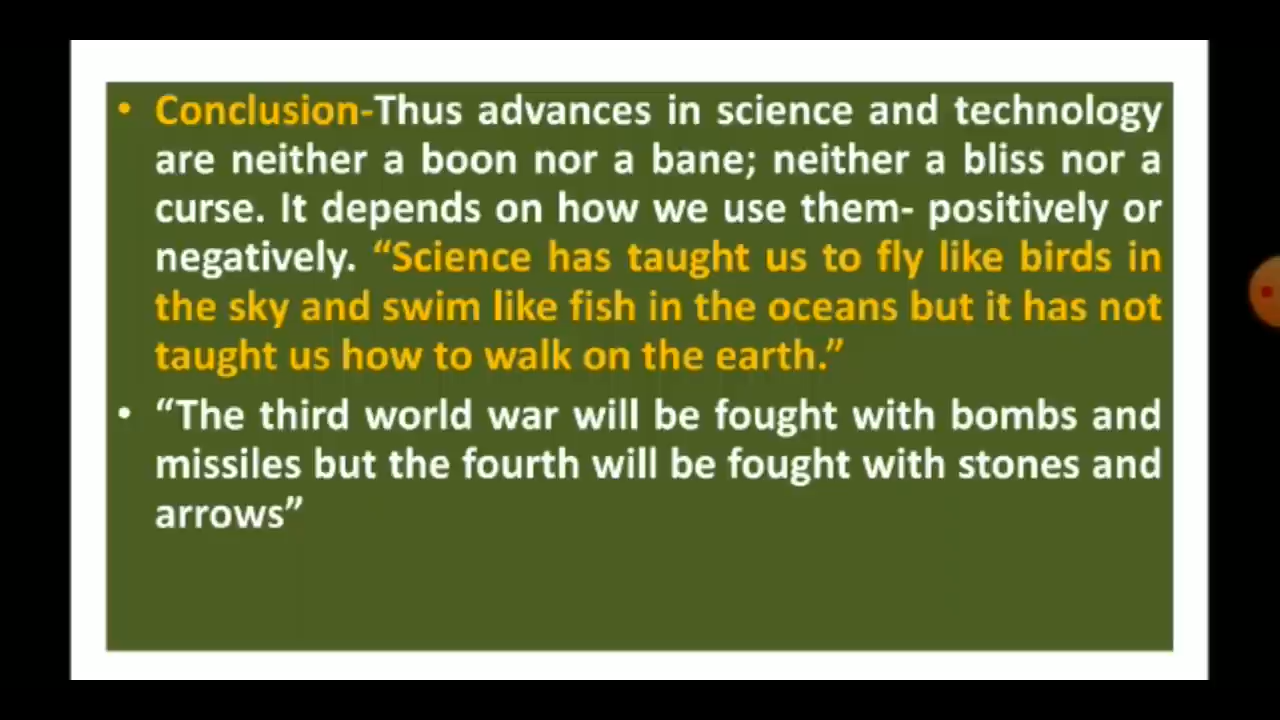 • Conclusion-Thus advances in science and technology
are neither a boon nor a bane; neither a bliss nor a
curse. It depends on how we use them- positively or
negatively. “Science has taught us to fly like birds in
the sky and swim like fish in the oceans but it has not
taught us how to walk on the earth.”
• “The third world war will be fought with bombs and
missiles but the fourth will be fought with stones and
arrows”